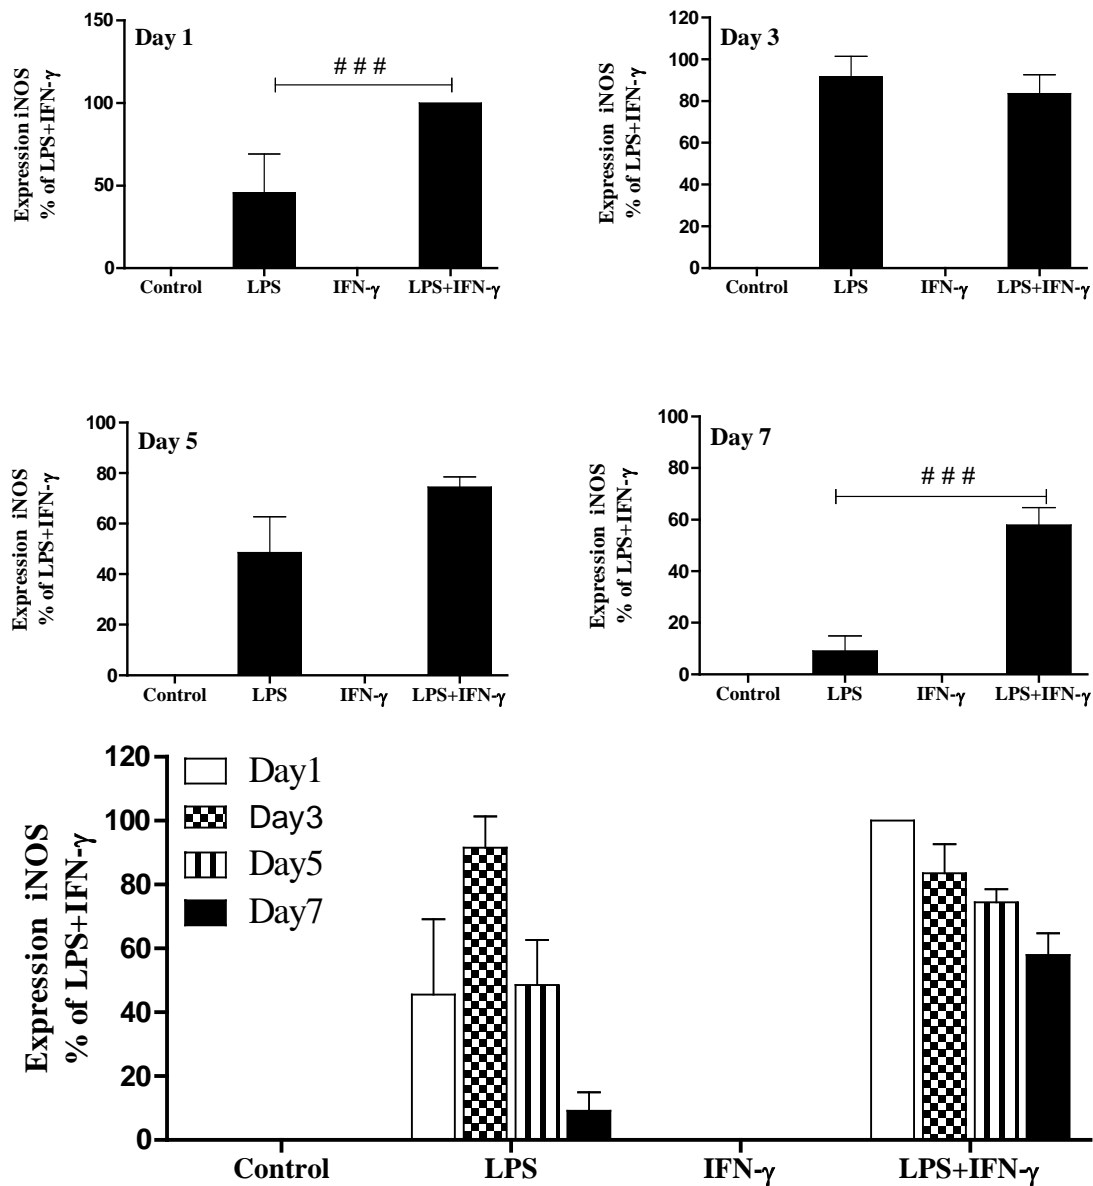 Day 1
# # #
Expression iNOS
% of LPS+IFN-γ
150
100
50
0
Control LPS IFN-γ LPS+IFN-γ
Day 3
Expression iNOS
% of LPS+IFN-γ
120
100
80
60
40
20
0
Control LPS IFN-γ LPS+IFN-γ
Day 5
Expression iNOS
% of LPS+IFN-γ
100
80
60
40
20
0
Control LPS IFN-γ LPS+IFN-γ
Day 7
# # #
Expression iNOS
% of LPS+IFN-γ
100
80
60
40
20
0
Control LPS IFN-γ LPS+IFN-γ
Expression iNOS
% of LPS+IFN-γ
120
100
80
60
40
20
0
Day1
Day3
Day5
Day7
Control LPS IFN-γ LPS+IFN-γ